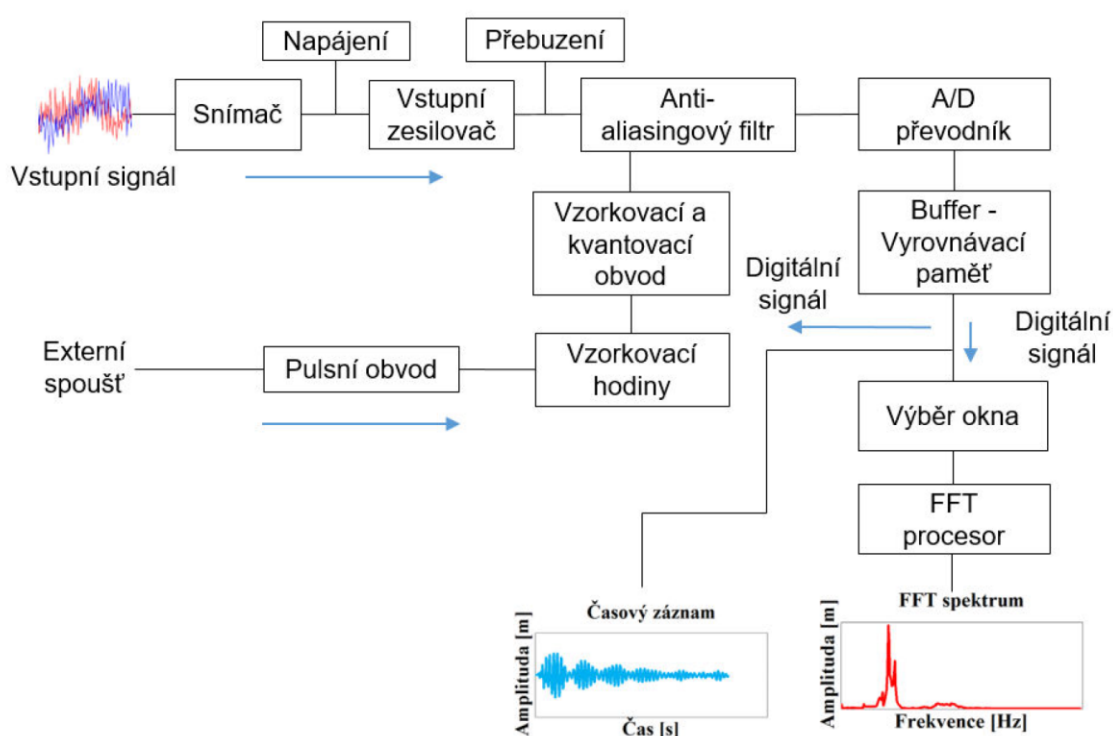 Napájení
Přebuzení
Snímač
Vstupní
zesilovač
Anti-
aliasingový filtr
A/D
převodník
Vstupní signál
Vzorkovací a
kvantovací
obvod
Buffer -
Vyrovnávací
paměť
Digitální
signál
Digitální
signál
Externí
spoušť
Pulsní obvod
Vzorkovací
hodiny
Výběr okna
FFT
procesor
Časový záznam
Amplituda [m]
Čas [s]
FFT spektrum
Amplituda [m]
Frekvence [Hz]